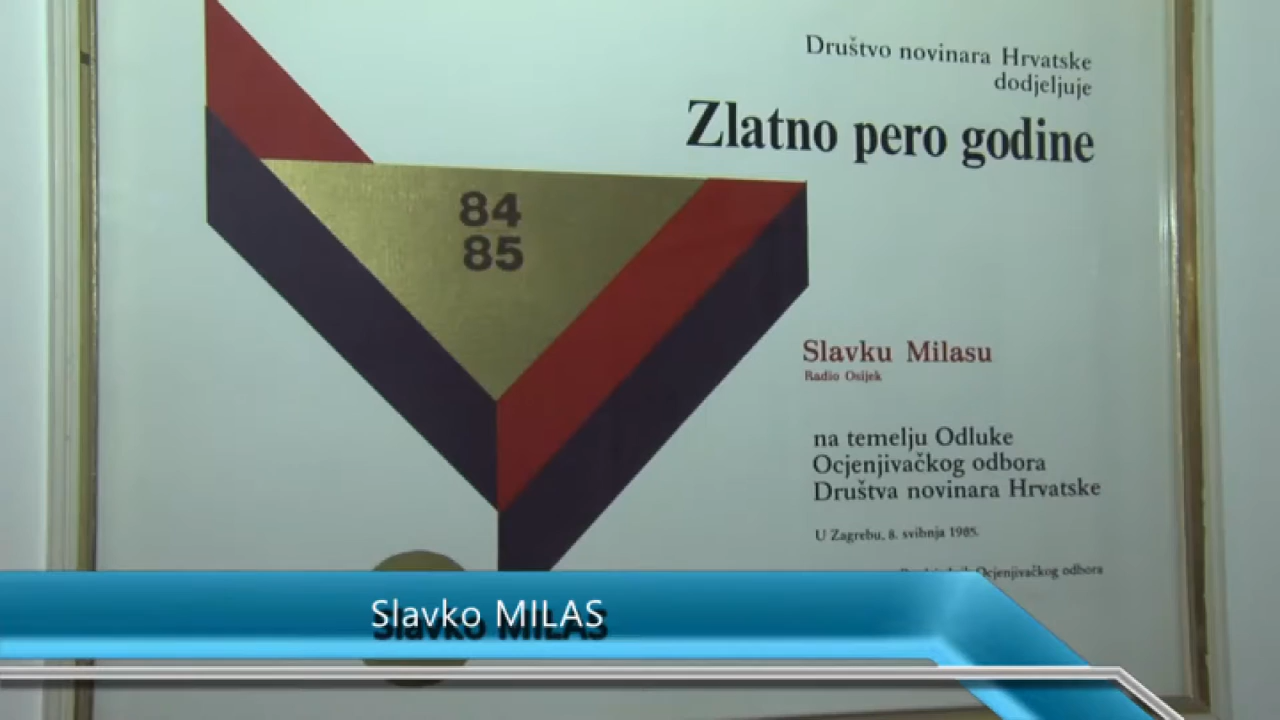 Društvo novinara Hrvatske
dodjeljuje
Zlatno pero godine
84
85
Slavku Milasu
Radio Osijek
na temelju Odluke
Ocjenjivačkog odbora
Društva novinara Hrvatske
U Zagrebu, 8. svibnja 1985.
Ocjenjivačkog odbora
Slavko MILAS